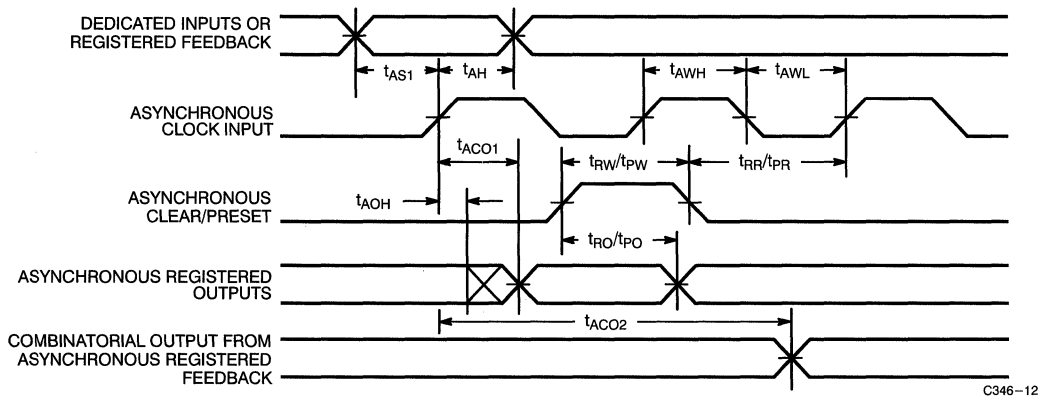 DEDICATED INPUTS OR
REGISTERED FEEDBACK
tAS1 tAH tAWH tAWL
ASYNCHRONOUS
CLOCK INPUT
tACO1
tRW/tPW tRR/tPR
ASYNCHRONOUS
CLEAR/PRESET
tAOH
tRO/tPO
ASYNCHRONOUS REGISTERED
OUTPUTS
tACO2
COMBINATORIAL OUTPUT FROM
ASYNCHRONOUS REGISTERED
FEEDBACK
C346–12